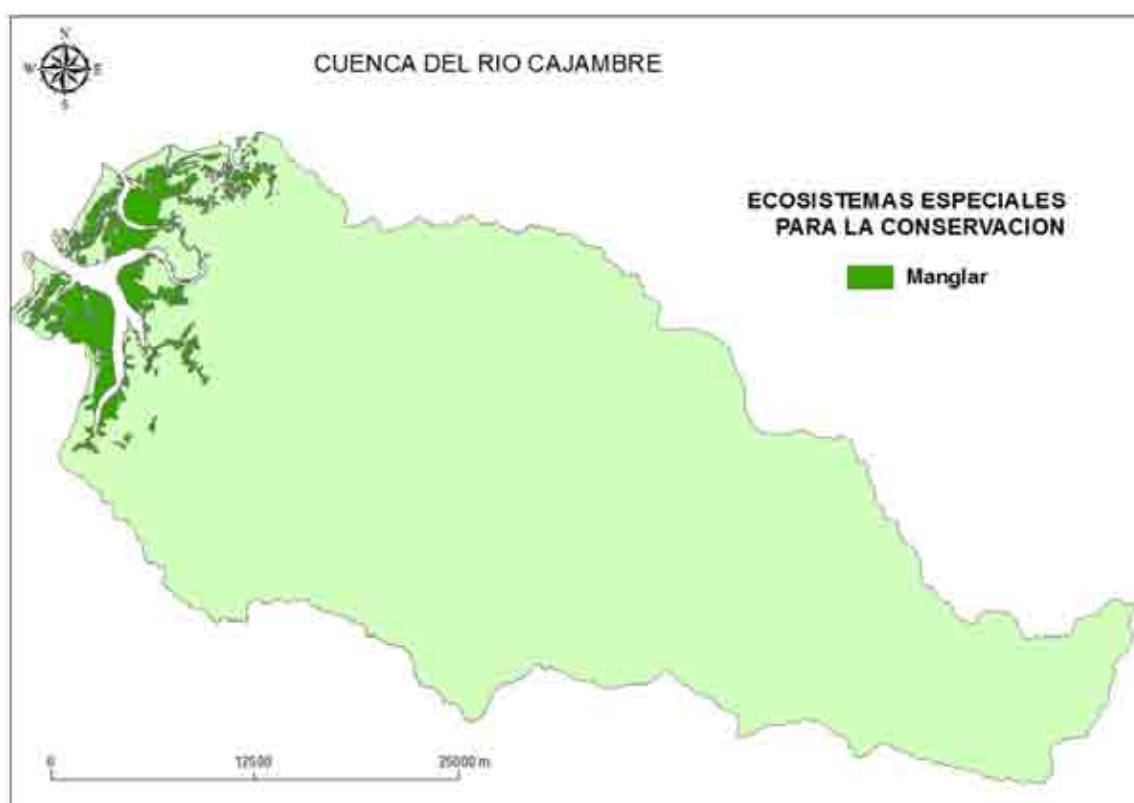 N
W E
S
CUENCA DEL RIO CAJAMBRE
ECOSISTEMAS ESPECIALES
PARA LA CONSERVACION
Manglar
0 12500 25000 m